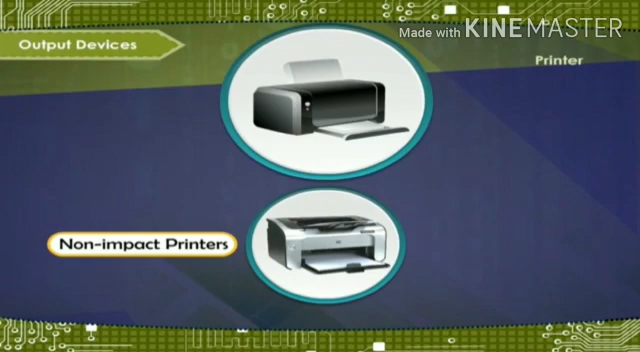 Made with KINEMASTER
Output Devices
Printer
Non-impact Printers